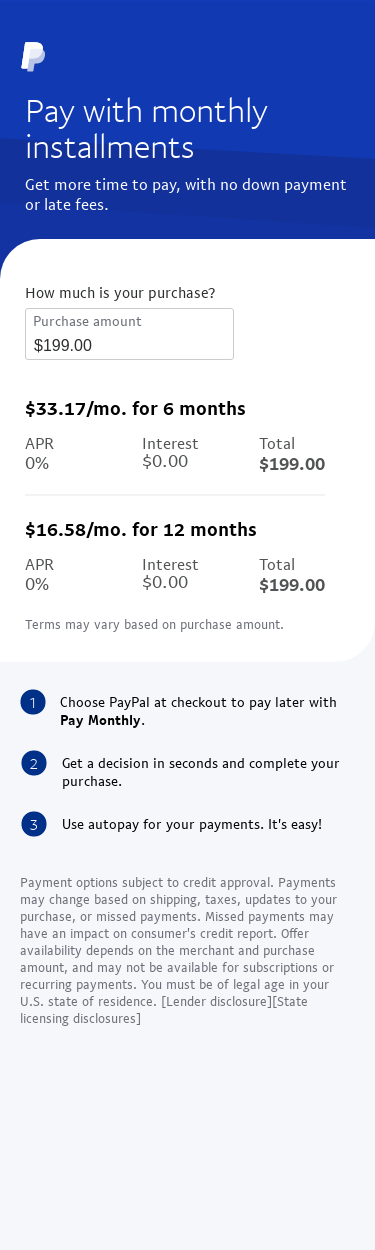 Pay with monthly
installments
Get more time to pay, with no down payment
or late fees.
How much is your purchase?
Purchase amount
$199.00
$33.17/mo. for 6 months
APR Interest Total
0% $0.00 $199.00
$16.58/mo. for 12 months
APR Interest Total
0% $0.00 $199.00
Terms may vary based on purchase amount.
1 Choose PayPal at checkout to pay later with
Pay Monthly.
2 Get a decision in seconds and complete your
purchase.
3 Use autopay for your payments. It's easy!
Payment options subject to credit approval. Payments
may change based on shipping, taxes, updates to your
purchase, or missed payments. Missed payments may
have an impact on consumer's credit report. Offer
availability depends on the merchant and purchase
amount, and may not be available for subscriptions or
recurring payments. You must be of legal age in your
U.S. state of residence. [Lender disclosure][State
licensing disclosures]